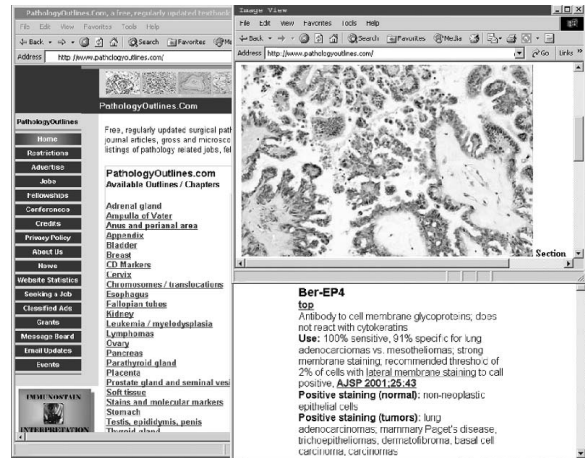 PathologyOutlines.Com, a free, regularly updated textbook
File Edit View Favorites Tools Help
Back Search Favorites
Address http://www.pathologyoutlines.com/
PathologyOutlines.Com
PathologyOutlines
Home
Restrictions
Advertise
Jobs
Fellowships
Conferences
Credits
Privacy Policy
About Us
News
Website Statistics
Seeking a Job
Classified Ads
Grants
Message Board
Email Updates
Events
IMMUNOSTAIN
INTERPRETATION
Free, regularly updated surgical path
journal articles, gross and microsco
listings of pathology related jobs, fel
PathologyOutlines.com
Available Outlines / Chapters
Adrenal gland
Ampulla of Vater
Anus and perianal area
Appendix
Bladder
Breast
CD Markers
Cervix
Chromosomes / translocations
Esophagus
Fallopian tubes
Kidney
Leukemia / myelodysplasia
Lymphomas
Ovary
Pancreas
Parathyroid gland
Placenta
Prostate gland and seminal vesi
Soft tissue
Stains and molecular markers
Stomach
Testis, epididymis, penis
Thyroid gland
Image View
File Edit View Favorites Tools Help
Back Search Favorites Media
Address http://www.pathologyoutlines.com/ Go Links »
Section
Ber-EP4
top
Antibody to cell membrane glycoproteins; does
not react with cytokeratins
Use: 100% sensitive, 91% specific for lung
adenocarciomas vs. mesotheliomas; strong
membrane staining; recommended threshold of
2% of cells with lateral membrane staining to call
positive, AJSP 2001;25:43
Positive staining (normal): non-neoplastic
epithelial cells
Positive staining (tumors): lung
adenocarcinomas; mammary Paget's disease,
trichoepitheliomas, dermatofibroma, basal cell
carcinoma, carcinomas